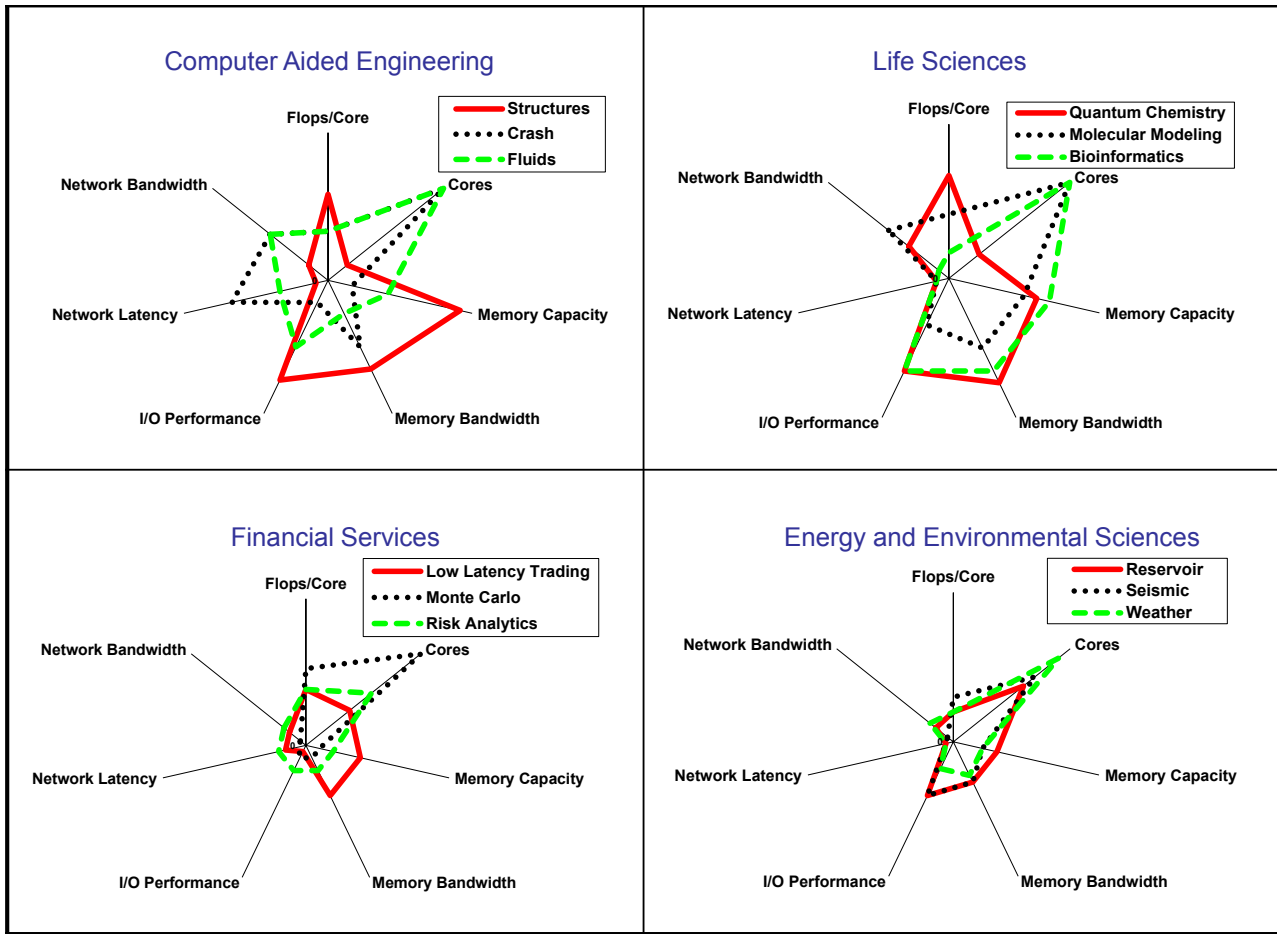 Computer Aided Engineering
Structures
Crash
Fluids
Flops/Core
Cores
Network Bandwidth
Network Latency
Memory Capacity
I/O Performance
Memory Bandwidth
Life Sciences
Quantum Chemistry
Molecular Modeling
Bioinformatics
Flops/Core
Cores
Network Bandwidth
0
Network Latency
Memory Capacity
I/O Performance
Memory Bandwidth
Financial Services
Low Latency Trading
Monte Carlo
Risk Analytics
Flops/Core
Cores
Network Bandwidth
0
Network Latency
Memory Capacity
I/O Performance
Memory Bandwidth
Energy and Environmental Sciences
Reservoir
Seismic
Weather
Flops/Core
Cores
Network Bandwidth
0
Network Latency
Memory Capacity
I/O Performance
Memory Bandwidth